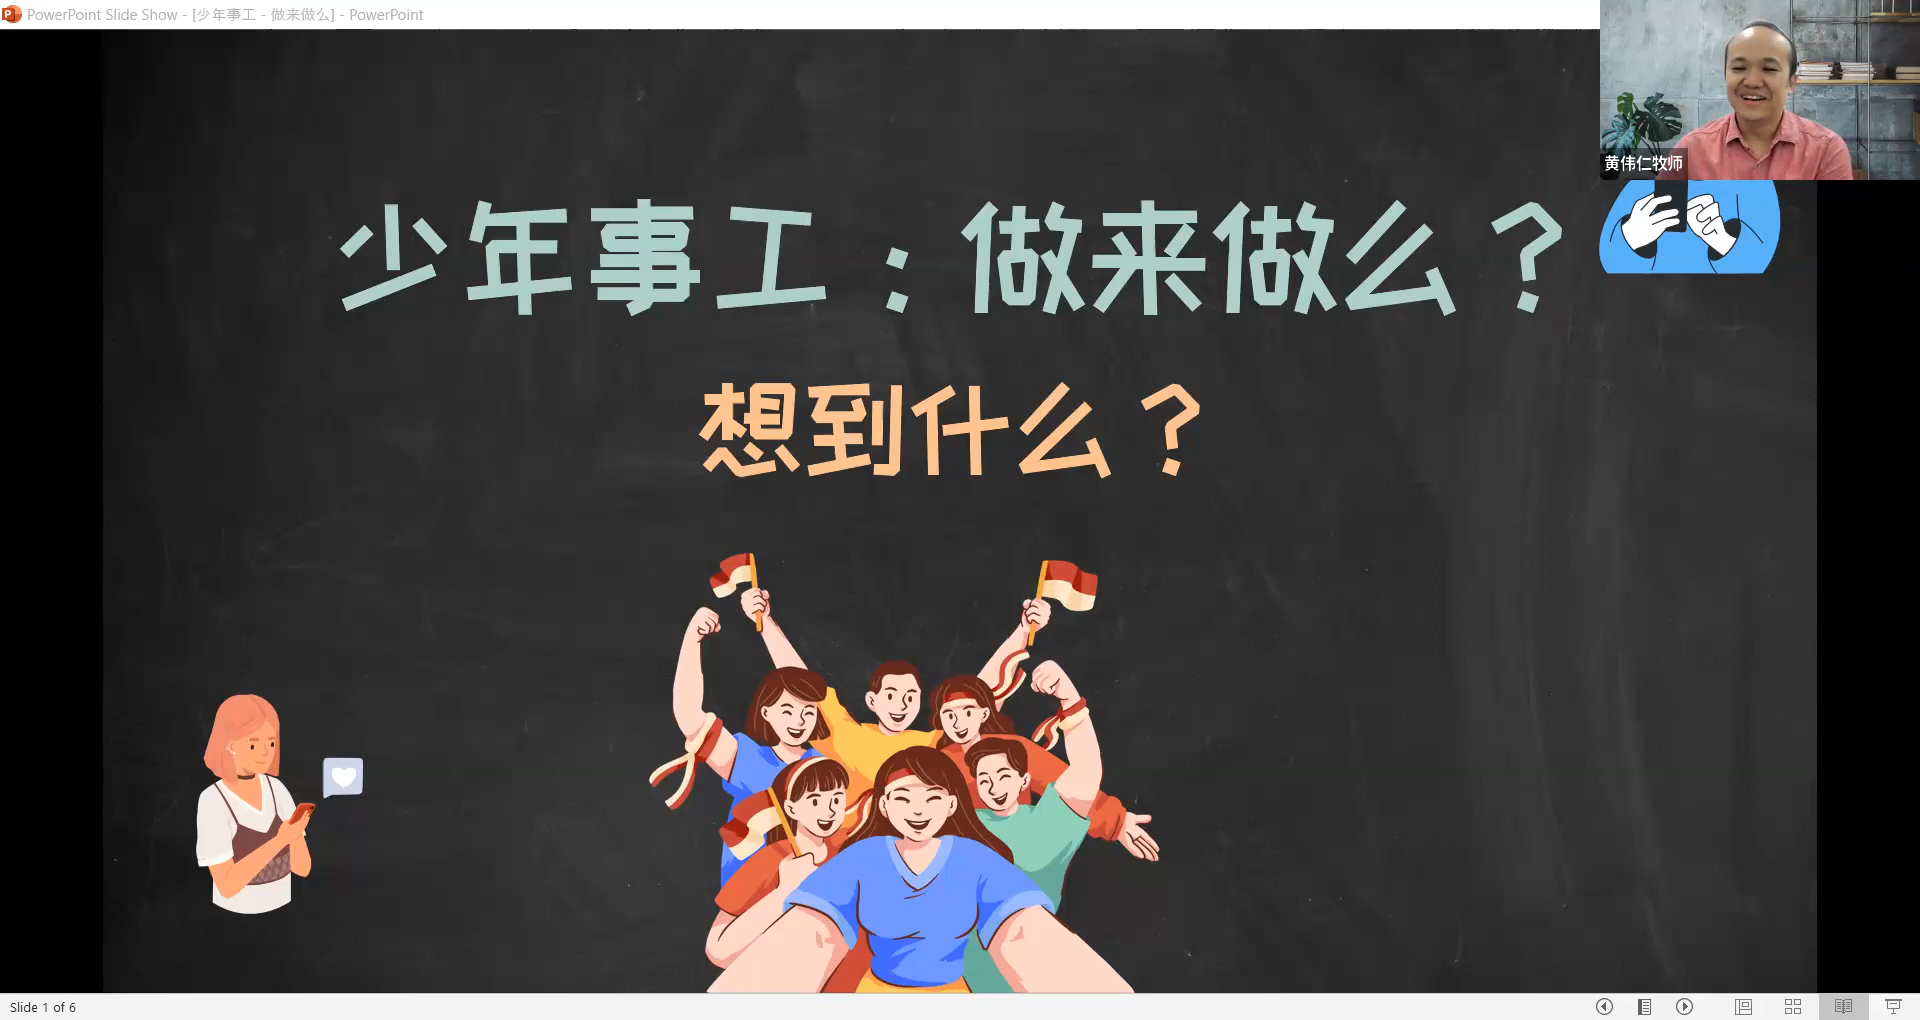 PowerPoint Slide Show - [少年事工 - 做来做么] - PowerPoint
黄伟仁牧师
少年事工：做来做么？
想到什么？
Slide 1 of 6